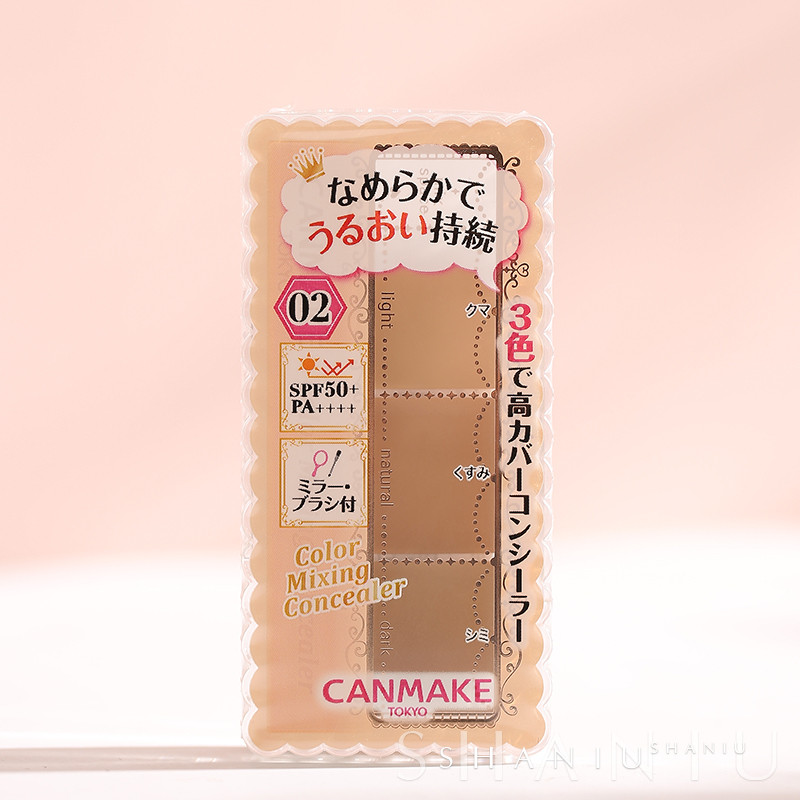 なめらかで
うるおい持続
02
SPF50+
PA++++
ミラー・
ブラシ付
Color
Mixing
Concealer
light
クマ
natural
くすみ
dark
シミ
3色で高カバーコンシーラー
CANMAKE
TOKYO
SHANIU
SHANIU
SHANIU